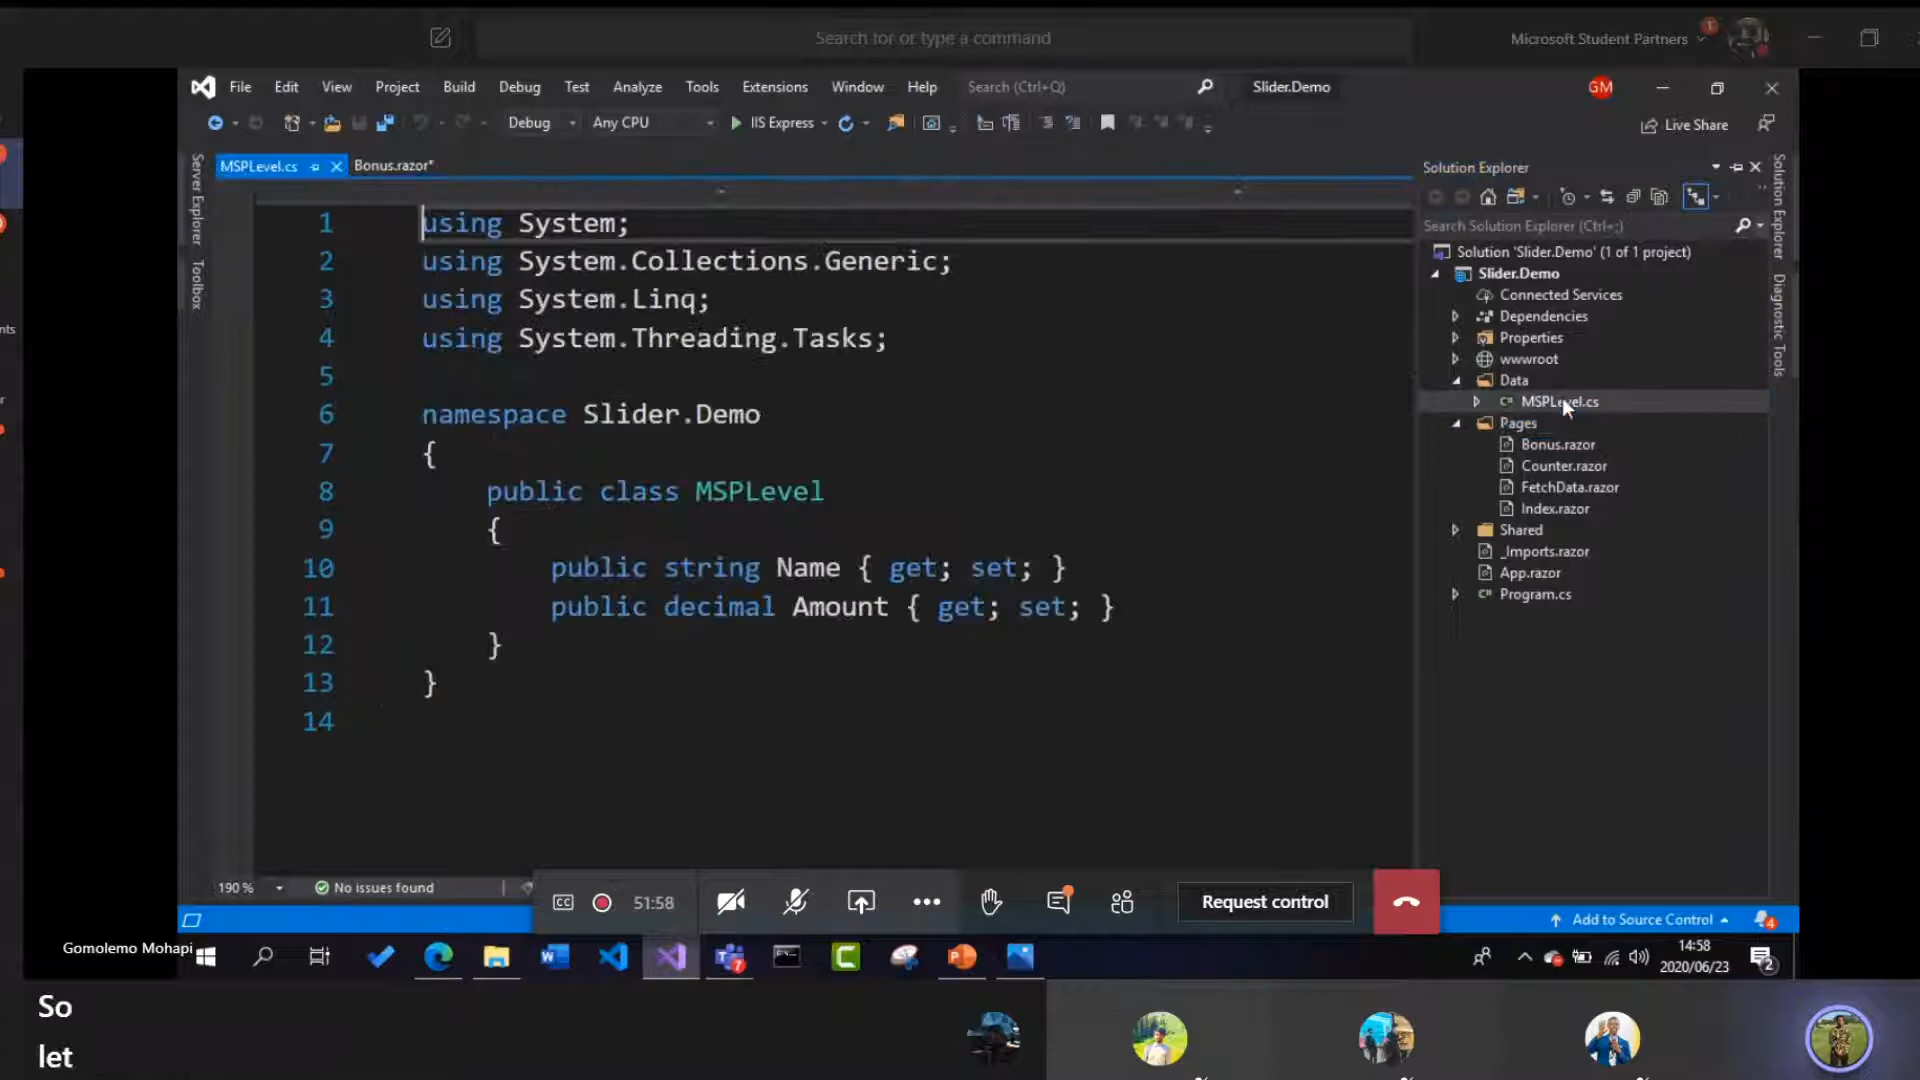 Search for or type a command
Microsoft Student Partners
File Edit View Project Build Debug Test Analyze Tools Extensions Window Help Search (Ctrl+Q) Slider.Demo GM
Debug Any CPU IIS Express Live Share
MSPLevel.cs Bonus.razor*
Server Explorer
Toolbox
1 using System;
2 using System.Collections.Generic;
3 using System.Linq;
4 using System.Threading.Tasks;
5
6 namespace Slider.Demo
7 {
8 public class MSPLevel
9 {
10 public string Name { get; set; }
11 public decimal Amount { get; set; }
12 }
13 }
14
Solution Explorer
Search Solution Explorer (Ctrl+;)
Solution 'Slider.Demo' (1 of 1 project)
Slider.Demo
Connected Services
Dependencies
Properties
wwwroot
Data
MSPLevel.cs
Pages
Bonus.razor
Counter.razor
FetchData.razor
Index.razor
Shared
_Imports.razor
App.razor
Program.cs
Solution Explorer
Diagnostic Tools
190 % No issues found
CC 51:58 Request control
Add to Source Control 4
Gomolemo Mohapi
14:58
2020/06/23
2
So
let